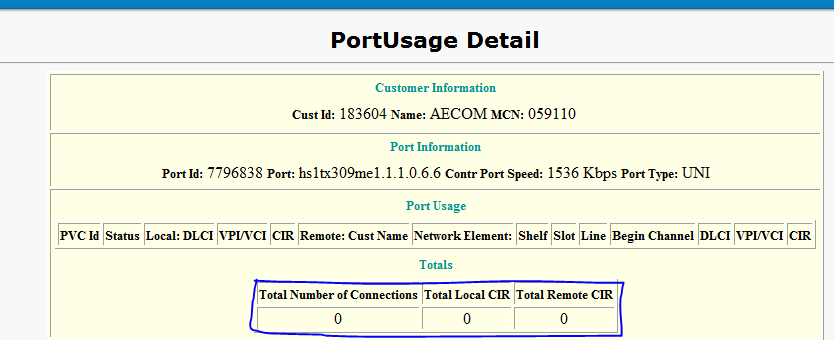 PortUsage Detail
Customer Information
Cust Id: 183604 Name: AECOM MCN: 059110
Port Information
Port Id: 7796838 Port: hs1tx309me1.1.1.0.6.6 Contr Port Speed: 1536 Kbps Port Type: UNI
Port Usage
PVC Id Status Local: DLCI VPI/VCI CIR Remote: Cust Name Network Element: Shelf Slot Line Begin Channel DLCI VPI/VCI CIR
Totals
Total Number of Connections Total Local CIR Total Remote CIR
0 0 0